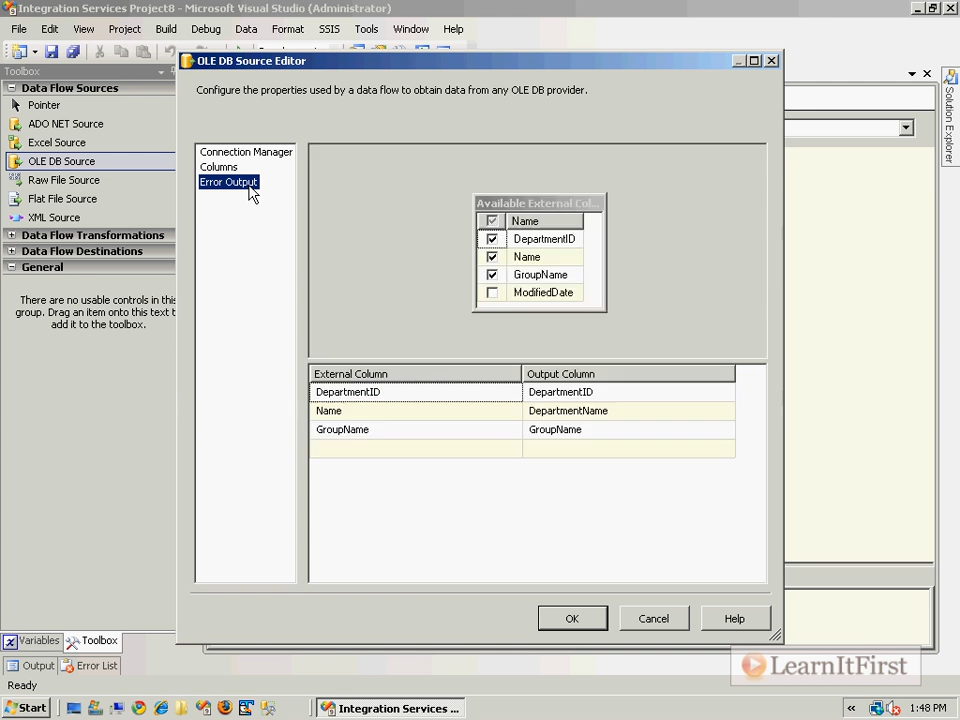 Integration Services Project8 - Microsoft Visual Studio (Administrator)
File Edit View Project Build Debug Data Format SSIS Tools Window Help
Toolbox
Data Flow Sources
Pointer
ADO NET Source
Excel Source
OLE DB Source
Raw File Source
Flat File Source
XML Source
Data Flow Transformations
Data Flow Destinations
General
There are no usable controls in this
group. Drag an item onto this text t
add it to the toolbox.
OLE DB Source Editor
Configure the properties used by a data flow to obtain data from any OLE DB provider.
Connection Manager
Columns
Error Output
Available External Col...
Name
DepartmentID
Name
GroupName
ModifiedDate
External Column Output Column
DepartmentID DepartmentID
Name DepartmentName
GroupName GroupName
OK Cancel Help
Solution Explorer
Variables Toolbox
Output Error List
Ready
LearnItFirst
Start
Integration Services ...
« 1:48 PM